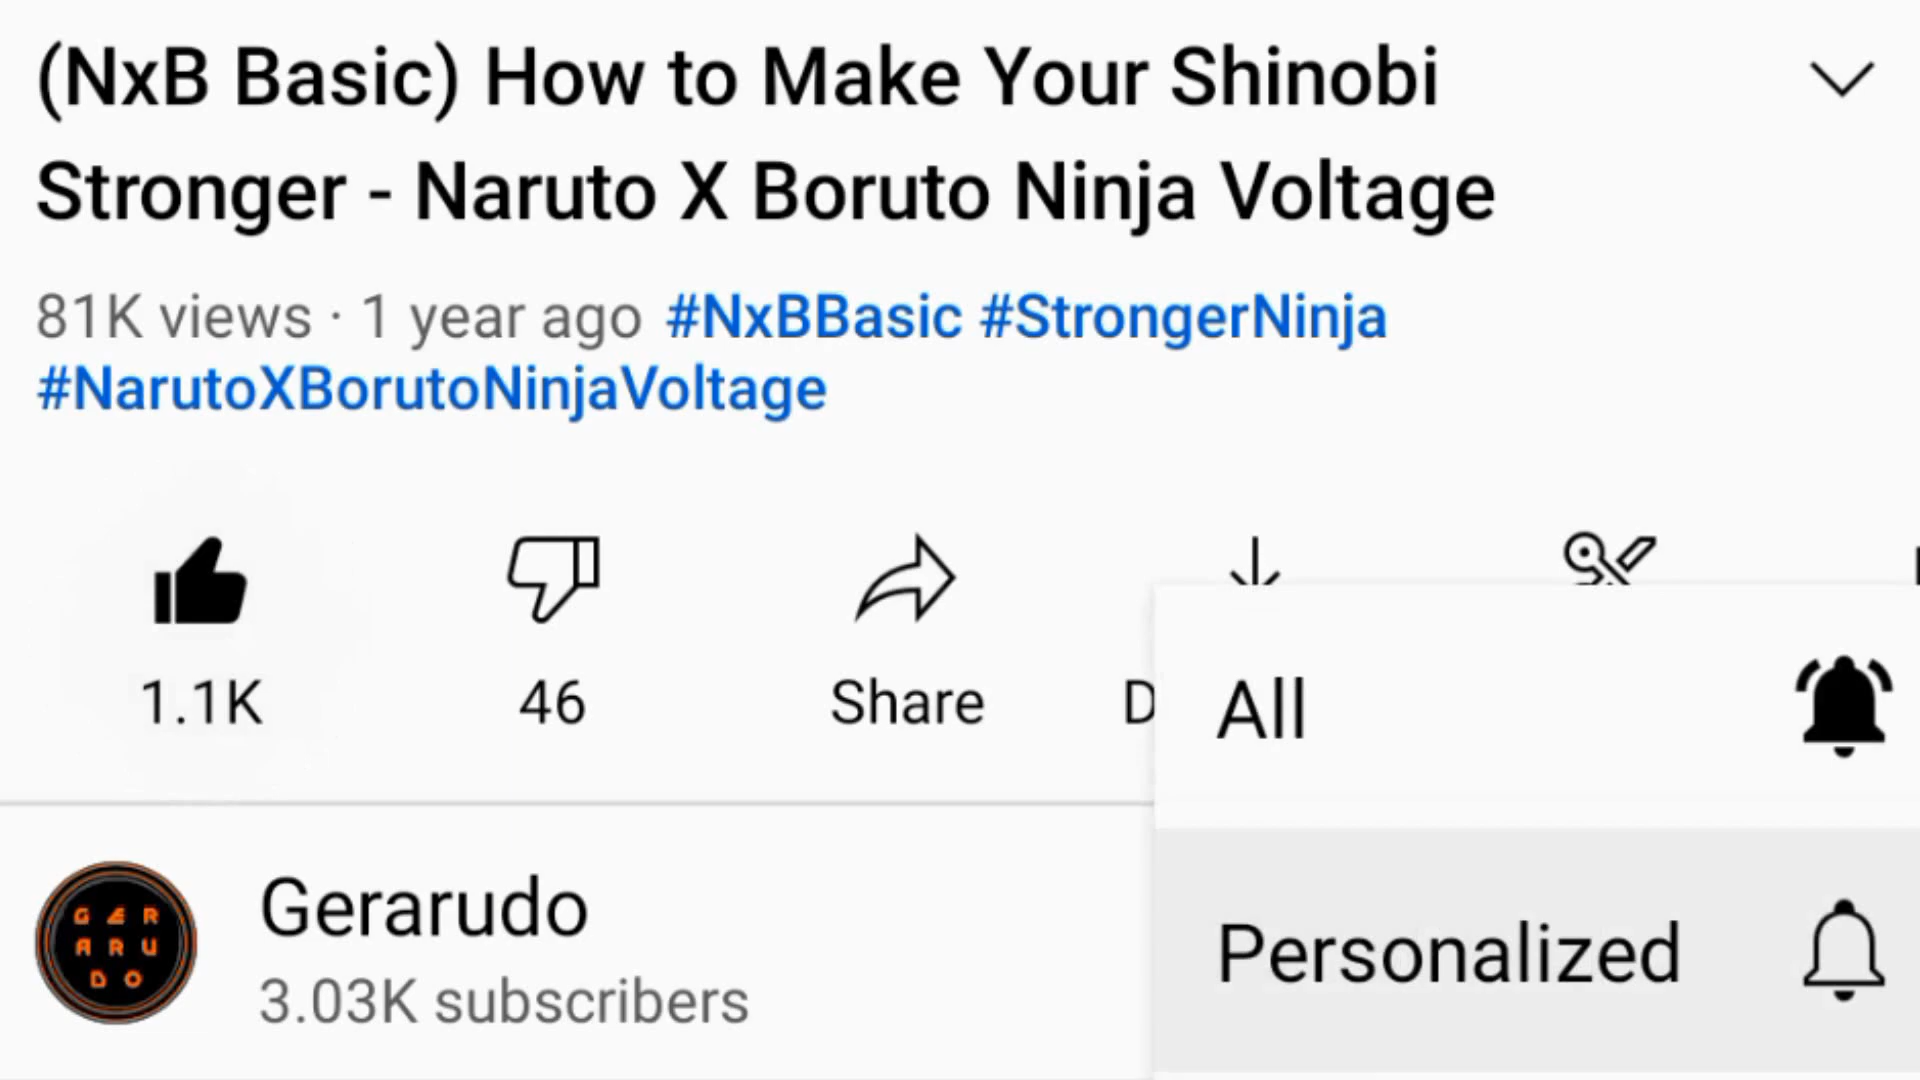 (NxB Basic) How to Make Your Shinobi
Stronger - Naruto X Boruto Ninja Voltage
81K views · 1 year ago #NxBBasic #StrongerNinja
#NarutoXBorutoNinjaVoltage
1.1K 46 Share D
All
Gerarudo
3.03K subscribers
Personalized
G E R
A R U
D O